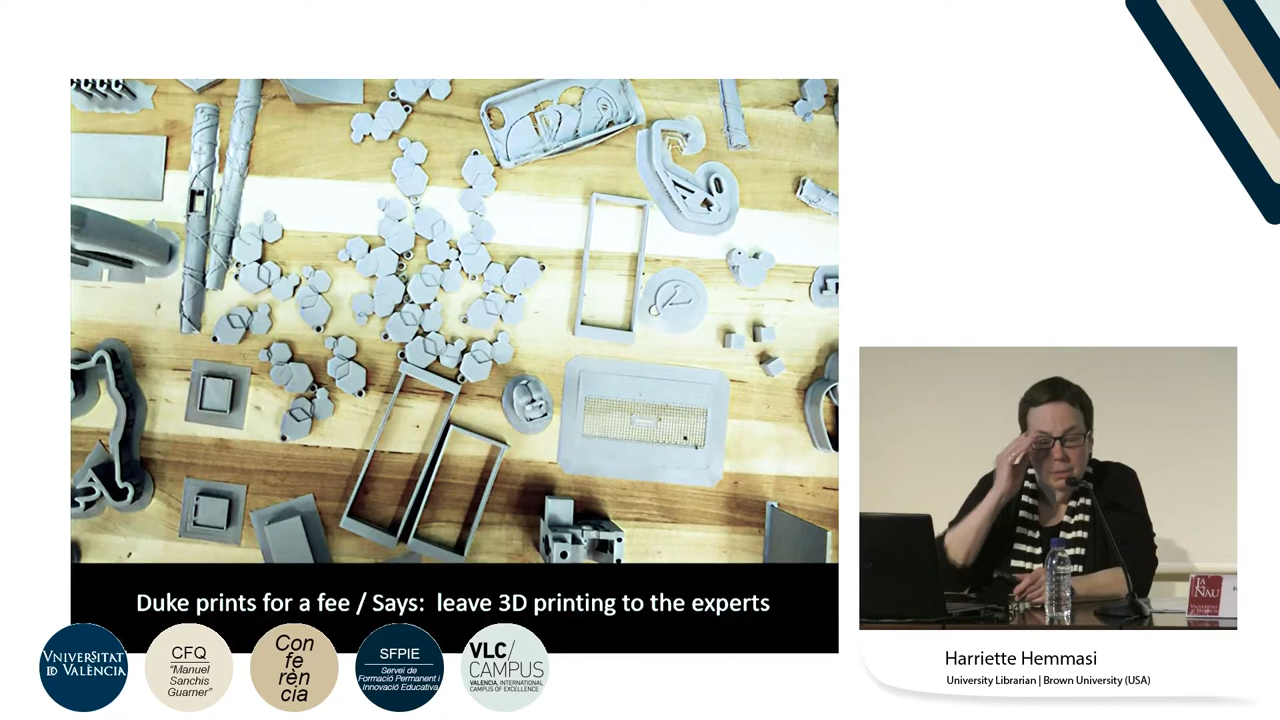 Duke prints for a fee / Says: leave 3D printing to the experts
VNIVERSITAT
DE VALÈNCIA
CFQ
"Manuel
Sanchis
Guarner"
Con
fe
rèn
cia
SFPIE
Servei de
Formació Permanent i
Innovació Educativa
VLC/
CAMPUS
VALENCIA, INTERNATIONAL
CAMPUS OF EXCELLENCE
LA
NAU
Harriette Hemmasi
University Librarian | Brown University (USA)